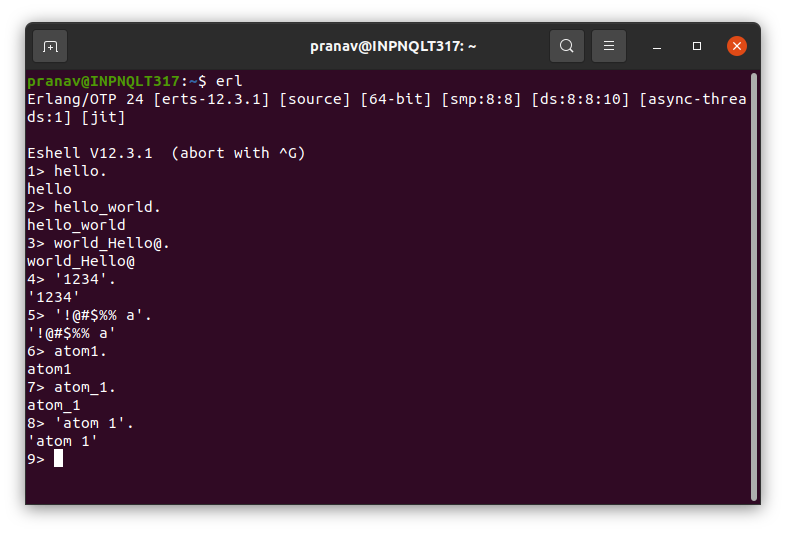 pranav@INPNQLT317: ~
pranav@INPNQLT317:~$ erl
Erlang/OTP 24 [erts-12.3.1] [source] [64-bit] [smp:8:8] [ds:8:8:10] [async-threa
ds:1] [jit]
Eshell V12.3.1  (abort with ^G)
1> hello.
hello
2> hello_world.
hello_world
3> world_Hello@.
world_Hello@
4> '1234'.
'1234'
5> '!@#$%% a'.
'!@#$%% a'
6> atom1.
atom1
7> atom_1.
atom_1
8> 'atom 1'.
'atom 1'
9>